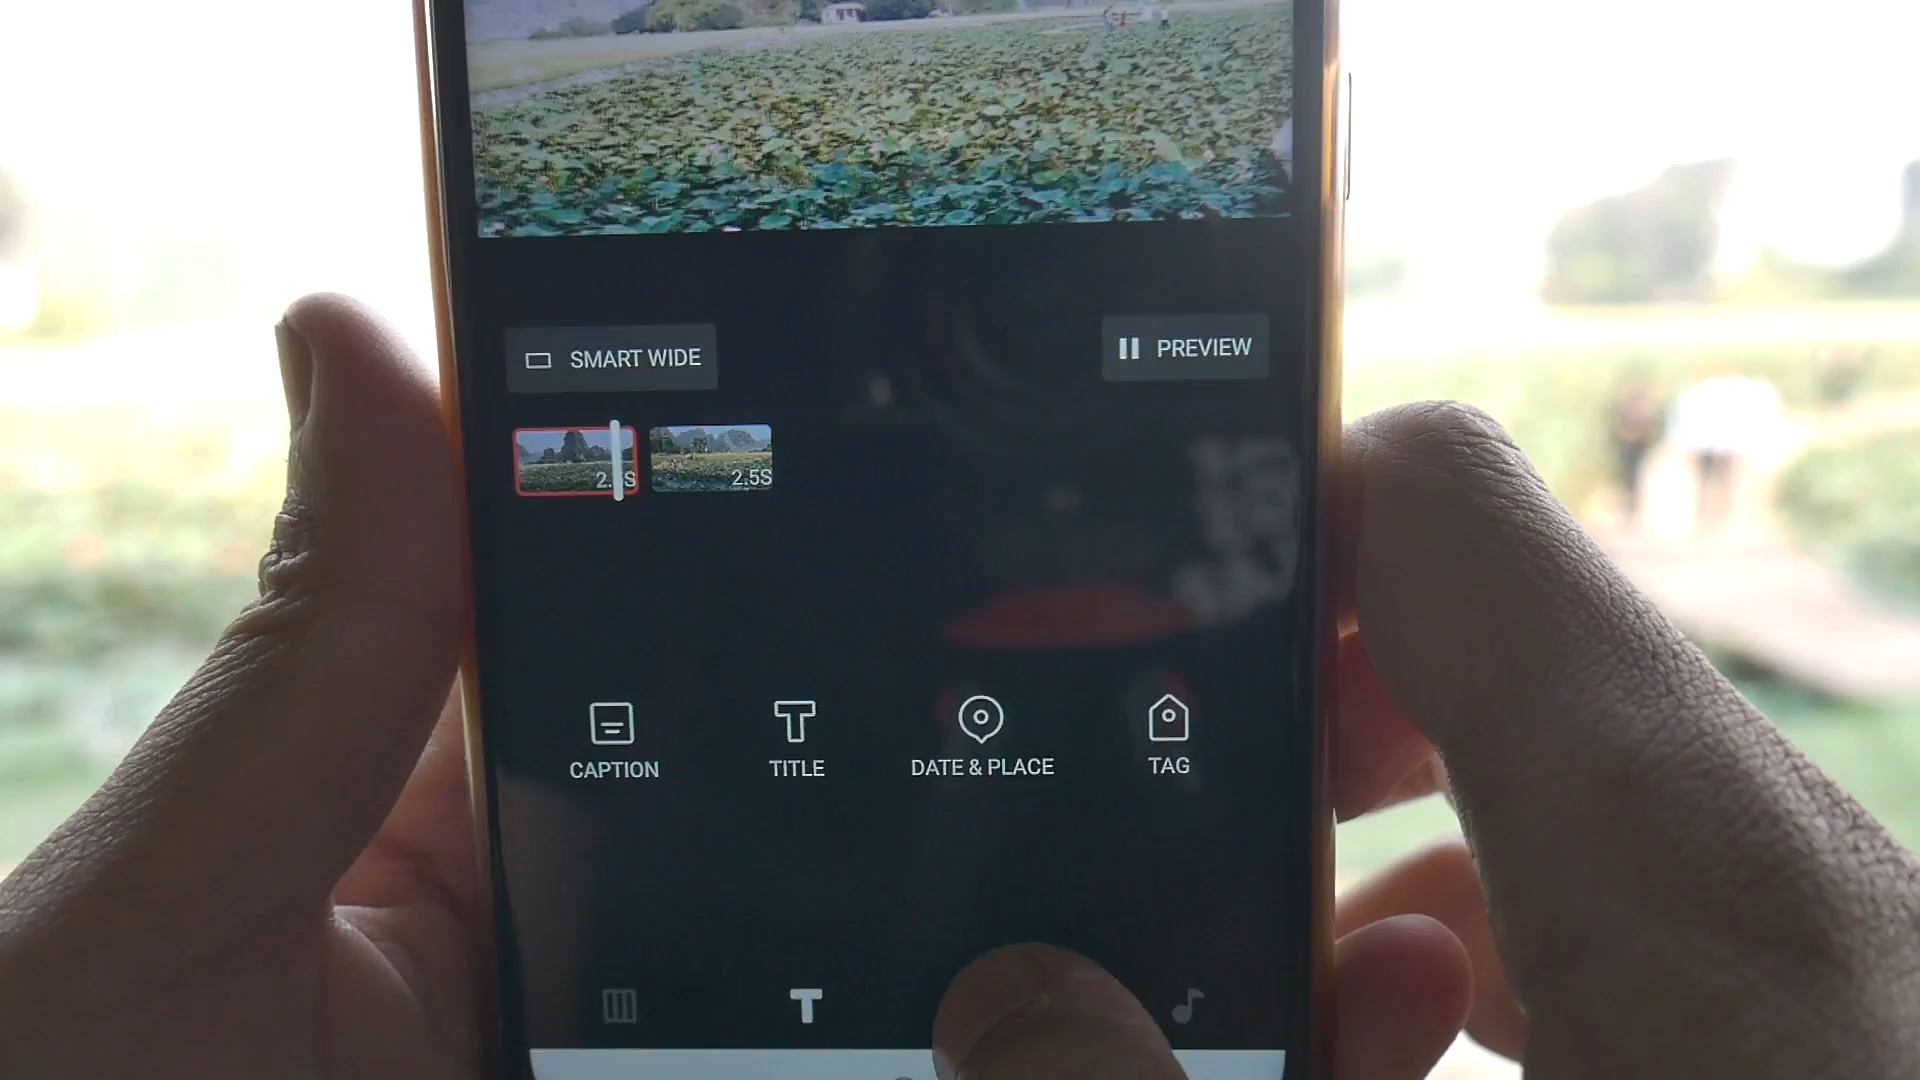 SMART WIDE
PREVIEW
2.5S
CAPTION
TITLE
DATE & PLACE
TAG